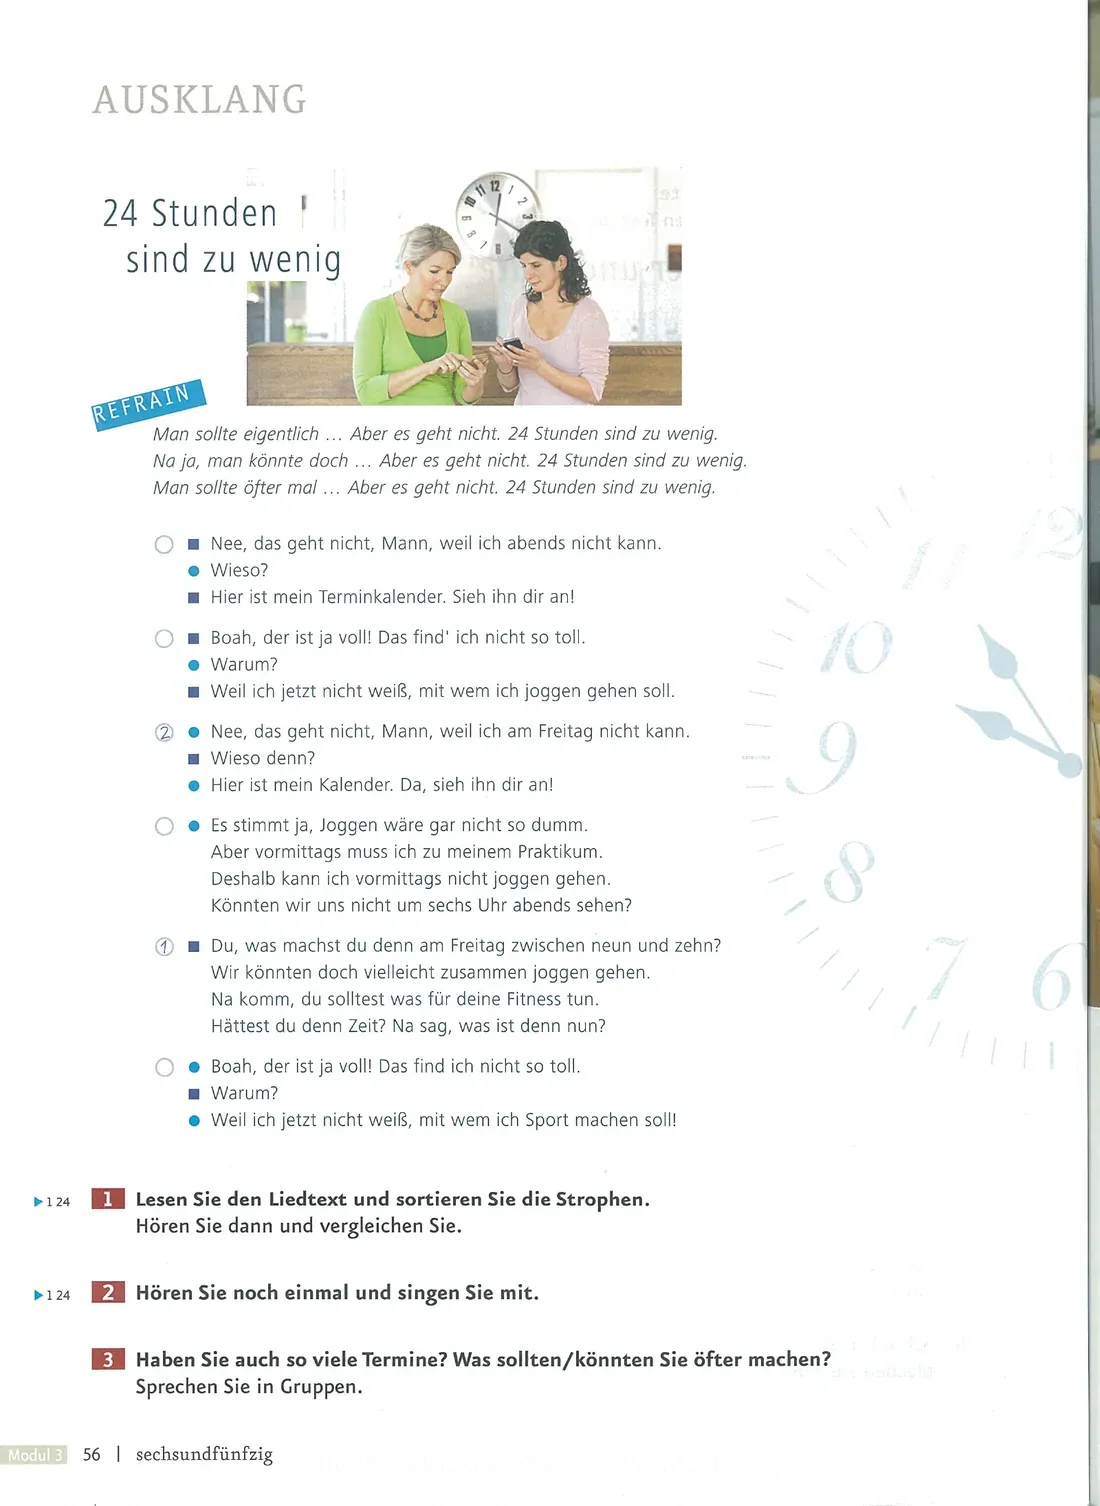 AUSKLANG
24 Stunden
sind zu wenig
REFRAIN
Man sollte eigentlich ... Aber es geht nicht. 24 Stunden sind zu wenig.
Na ja, man könnte doch ... Aber es geht nicht. 24 Stunden sind zu wenig.
Man sollte öfter mal ... Aber es geht nicht. 24 Stunden sind zu wenig.
■ Nee, das geht nicht, Mann, weil ich abends nicht kann.
● Wieso?
■ Hier ist mein Terminkalender. Sieh ihn dir an!
■ Boah, der ist ja voll! Das find' ich nicht so toll.
● Warum?
■ Weil ich jetzt nicht weiß, mit wem ich joggen gehen soll.
2 ● Nee, das geht nicht, Mann, weil ich am Freitag nicht kann.
■ Wieso denn?
● Hier ist mein Kalender. Da, sieh ihn dir an!
● Es stimmt ja, Joggen wäre gar nicht so dumm.
Aber vormittags muss ich zu meinem Praktikum.
Deshalb kann ich vormittags nicht joggen gehen.
Könnten wir uns nicht um sechs Uhr abends sehen?
1 ■ Du, was machst du denn am Freitag zwischen neun und zehn?
Wir könnten doch vielleicht zusammen joggen gehen.
Na komm, du solltest was für deine Fitness tun.
Hättest du denn Zeit? Na sag, was ist denn nun?
● Boah, der ist ja voll! Das find ich nicht so toll.
■ Warum?
● Weil ich jetzt nicht weiß, mit wem ich Sport machen soll!
12
10
9
8
7
6
▶ 1 24 1 Lesen Sie den Liedtext und sortieren Sie die Strophen.
Hören Sie dann und vergleichen Sie.
▶ 1 24 2 Hören Sie noch einmal und singen Sie mit.
3 Haben Sie auch so viele Termine? Was sollten/könnten Sie öfter machen?
Sprechen Sie in Gruppen.
Modul 3 56 | sechsundfünfzig